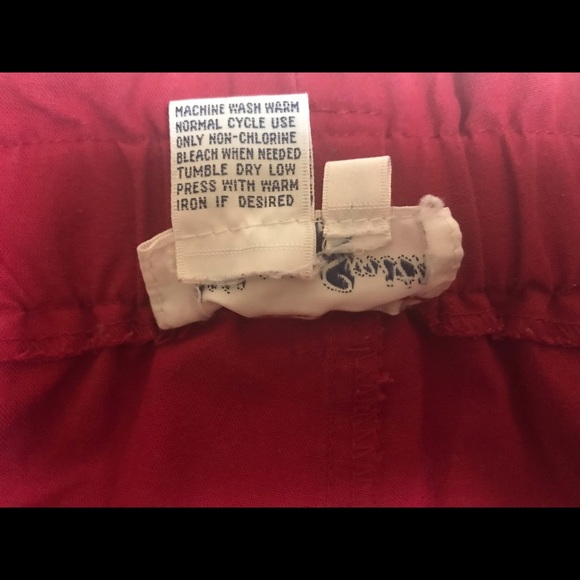 MACHINE WASH WARM
NORMAL CYCLE USE
ONLY NON-CHLORINE
BLEACH WHEN NEEDED
TUMBLE DRY LOW
PRESS WITH WARM
IRON IF DESIRED